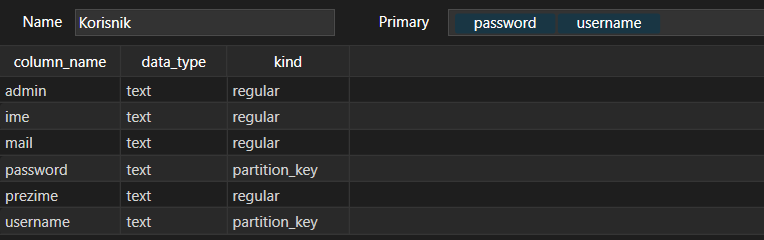 Name Korisnik Primary password username
column_name data_type kind
admin text regular
ime text regular
mail text regular
password text partition_key
prezime text regular
username text partition_key